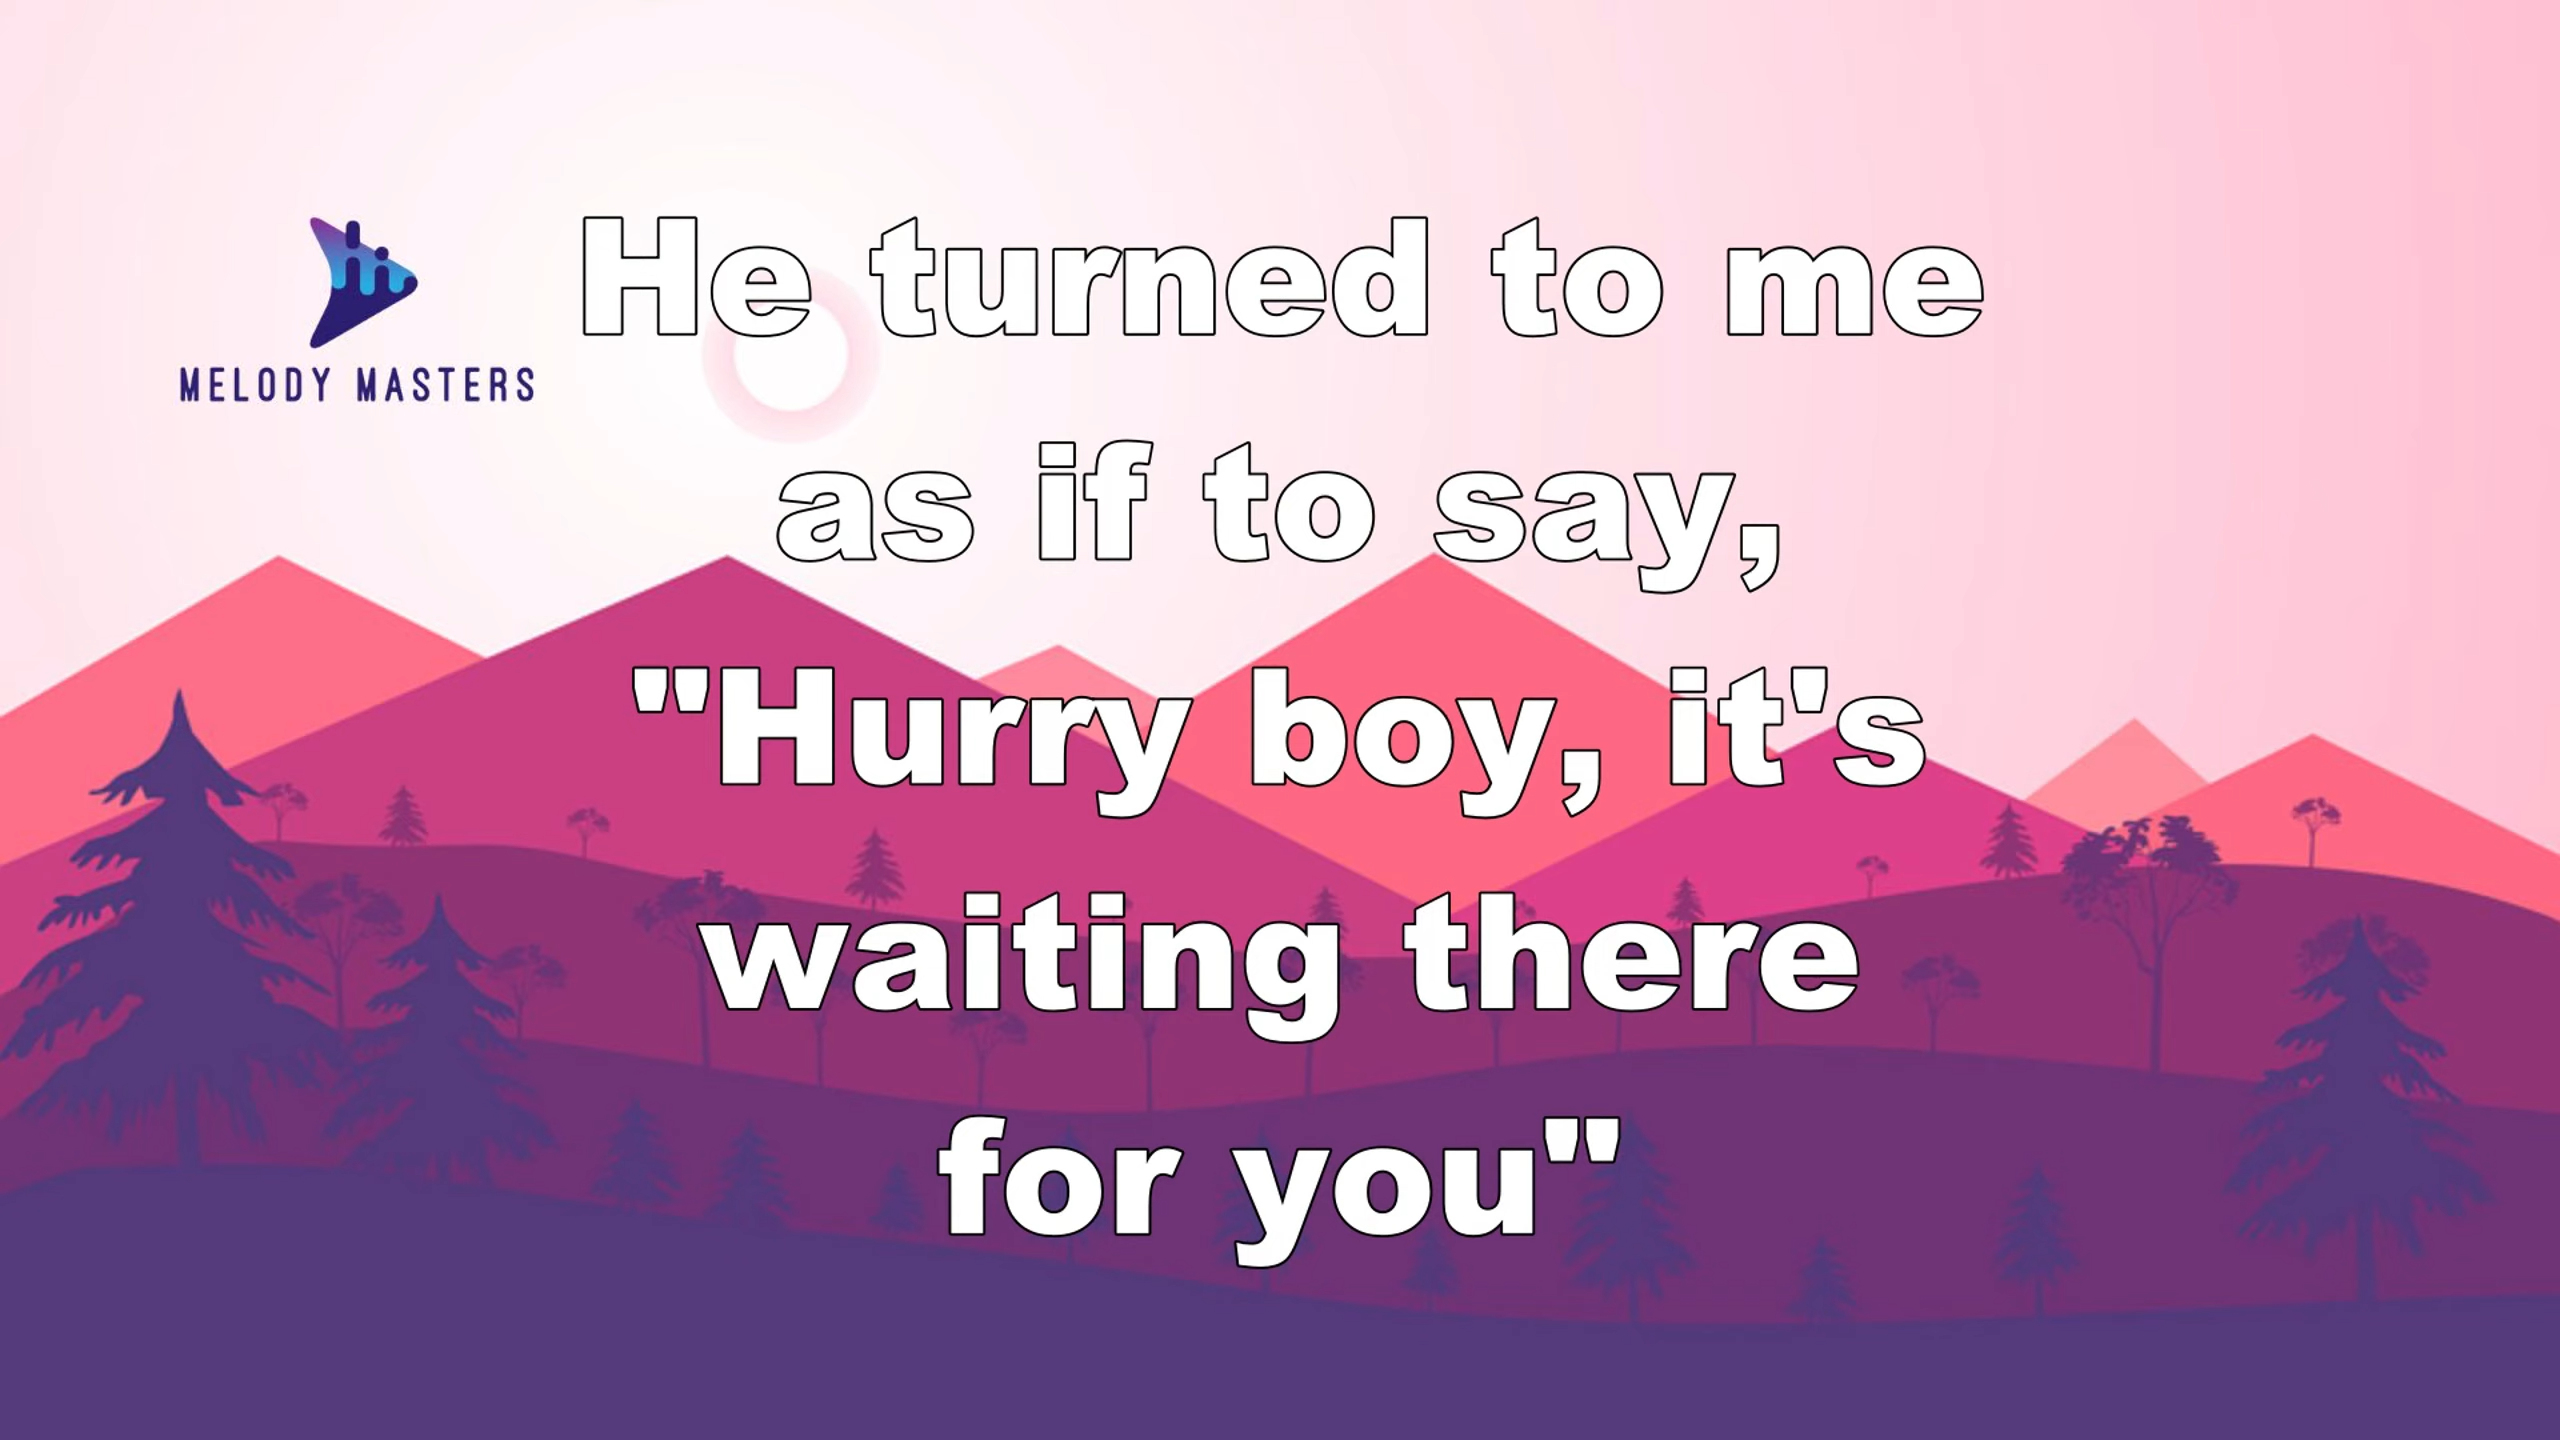 MELODY MASTERS
He turned to me
as if to say,
"Hurry boy, it's
waiting there
for you"